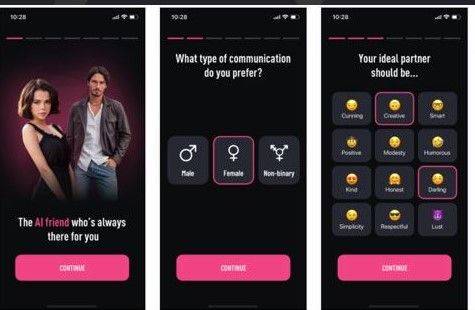 10:28
The AI friend who's always
there for you
CONTINUE
10:28
What type of communication
do you prefer?
Male
Female
Non-binary
CONTINUE
10:28
Your ideal partner
should be...
Cunning
Creative
Smart
Positive
Modesty
Humorous
Kind
Honest
Darling
Simplicity
Respectful
Lust
CONTINUE